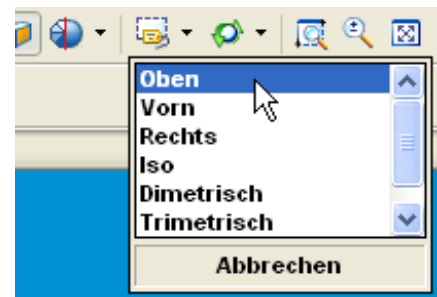 Oben
Vorn
Rechts
Iso
Dimetrisch
Trimetrisch
Abbrechen